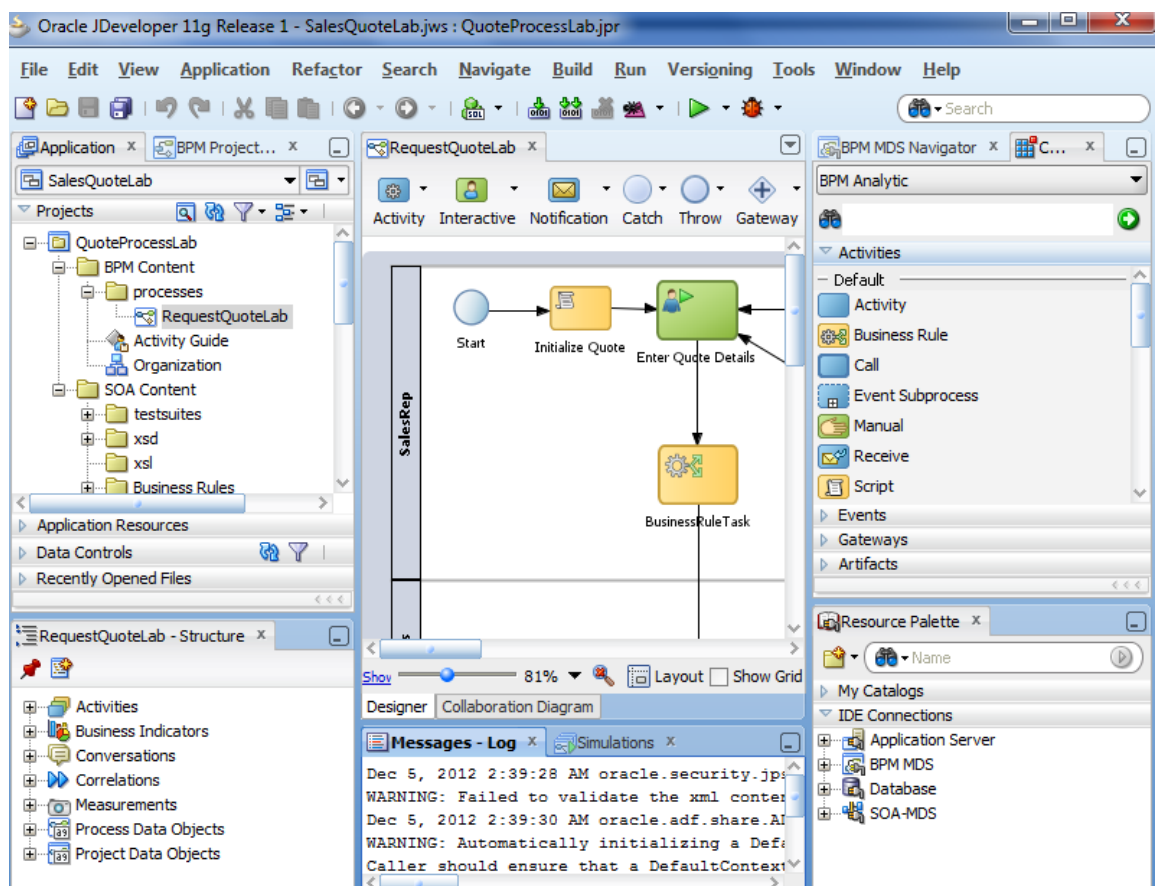 Oracle JDeveloper 11g Release 1 - SalesQuoteLab.jws : QuoteProcessLab.jpr
File Edit View Application Refactor Search Navigate Build Run Versioning Tools Window Help
Search
Application
BPM Project...
SalesQuoteLab
Projects
QuoteProcessLab
BPM Content
processes
RequestQuoteLab
Activity Guide
Organization
SOA Content
testsuites
xsd
xsl
Business Rules
Application Resources
Data Controls
Recently Opened Files
RequestQuoteLab - Structure
Activities
Business Indicators
Conversations
Correlations
Measurements
Process Data Objects
Project Data Objects
RequestQuoteLab
Activity Interactive Notification Catch Throw Gateway
SalesRep
Start
Initialize Quote
Enter Quote Details
BusinessRuleTask
81%
Layout
Show Grid
Designer
Collaboration Diagram
Messages - Log
Simulations
Dec 5, 2012 2:39:28 AM oracle.security.jps
WARNING: Failed to validate the xml conten
Dec 5, 2012 2:39:30 AM oracle.adf.share.AD
WARNING: Automatically initializing a Defa
Caller should ensure that a DefaultContext
BPM MDS Navigator
C...
BPM Analytic
Activities
Default
Activity
Business Rule
Call
Event Subprocess
Manual
Receive
Script
Events
Gateways
Artifacts
Resource Palette
Name
My Catalogs
IDE Connections
Application Server
BPM MDS
Database
SOA-MDS